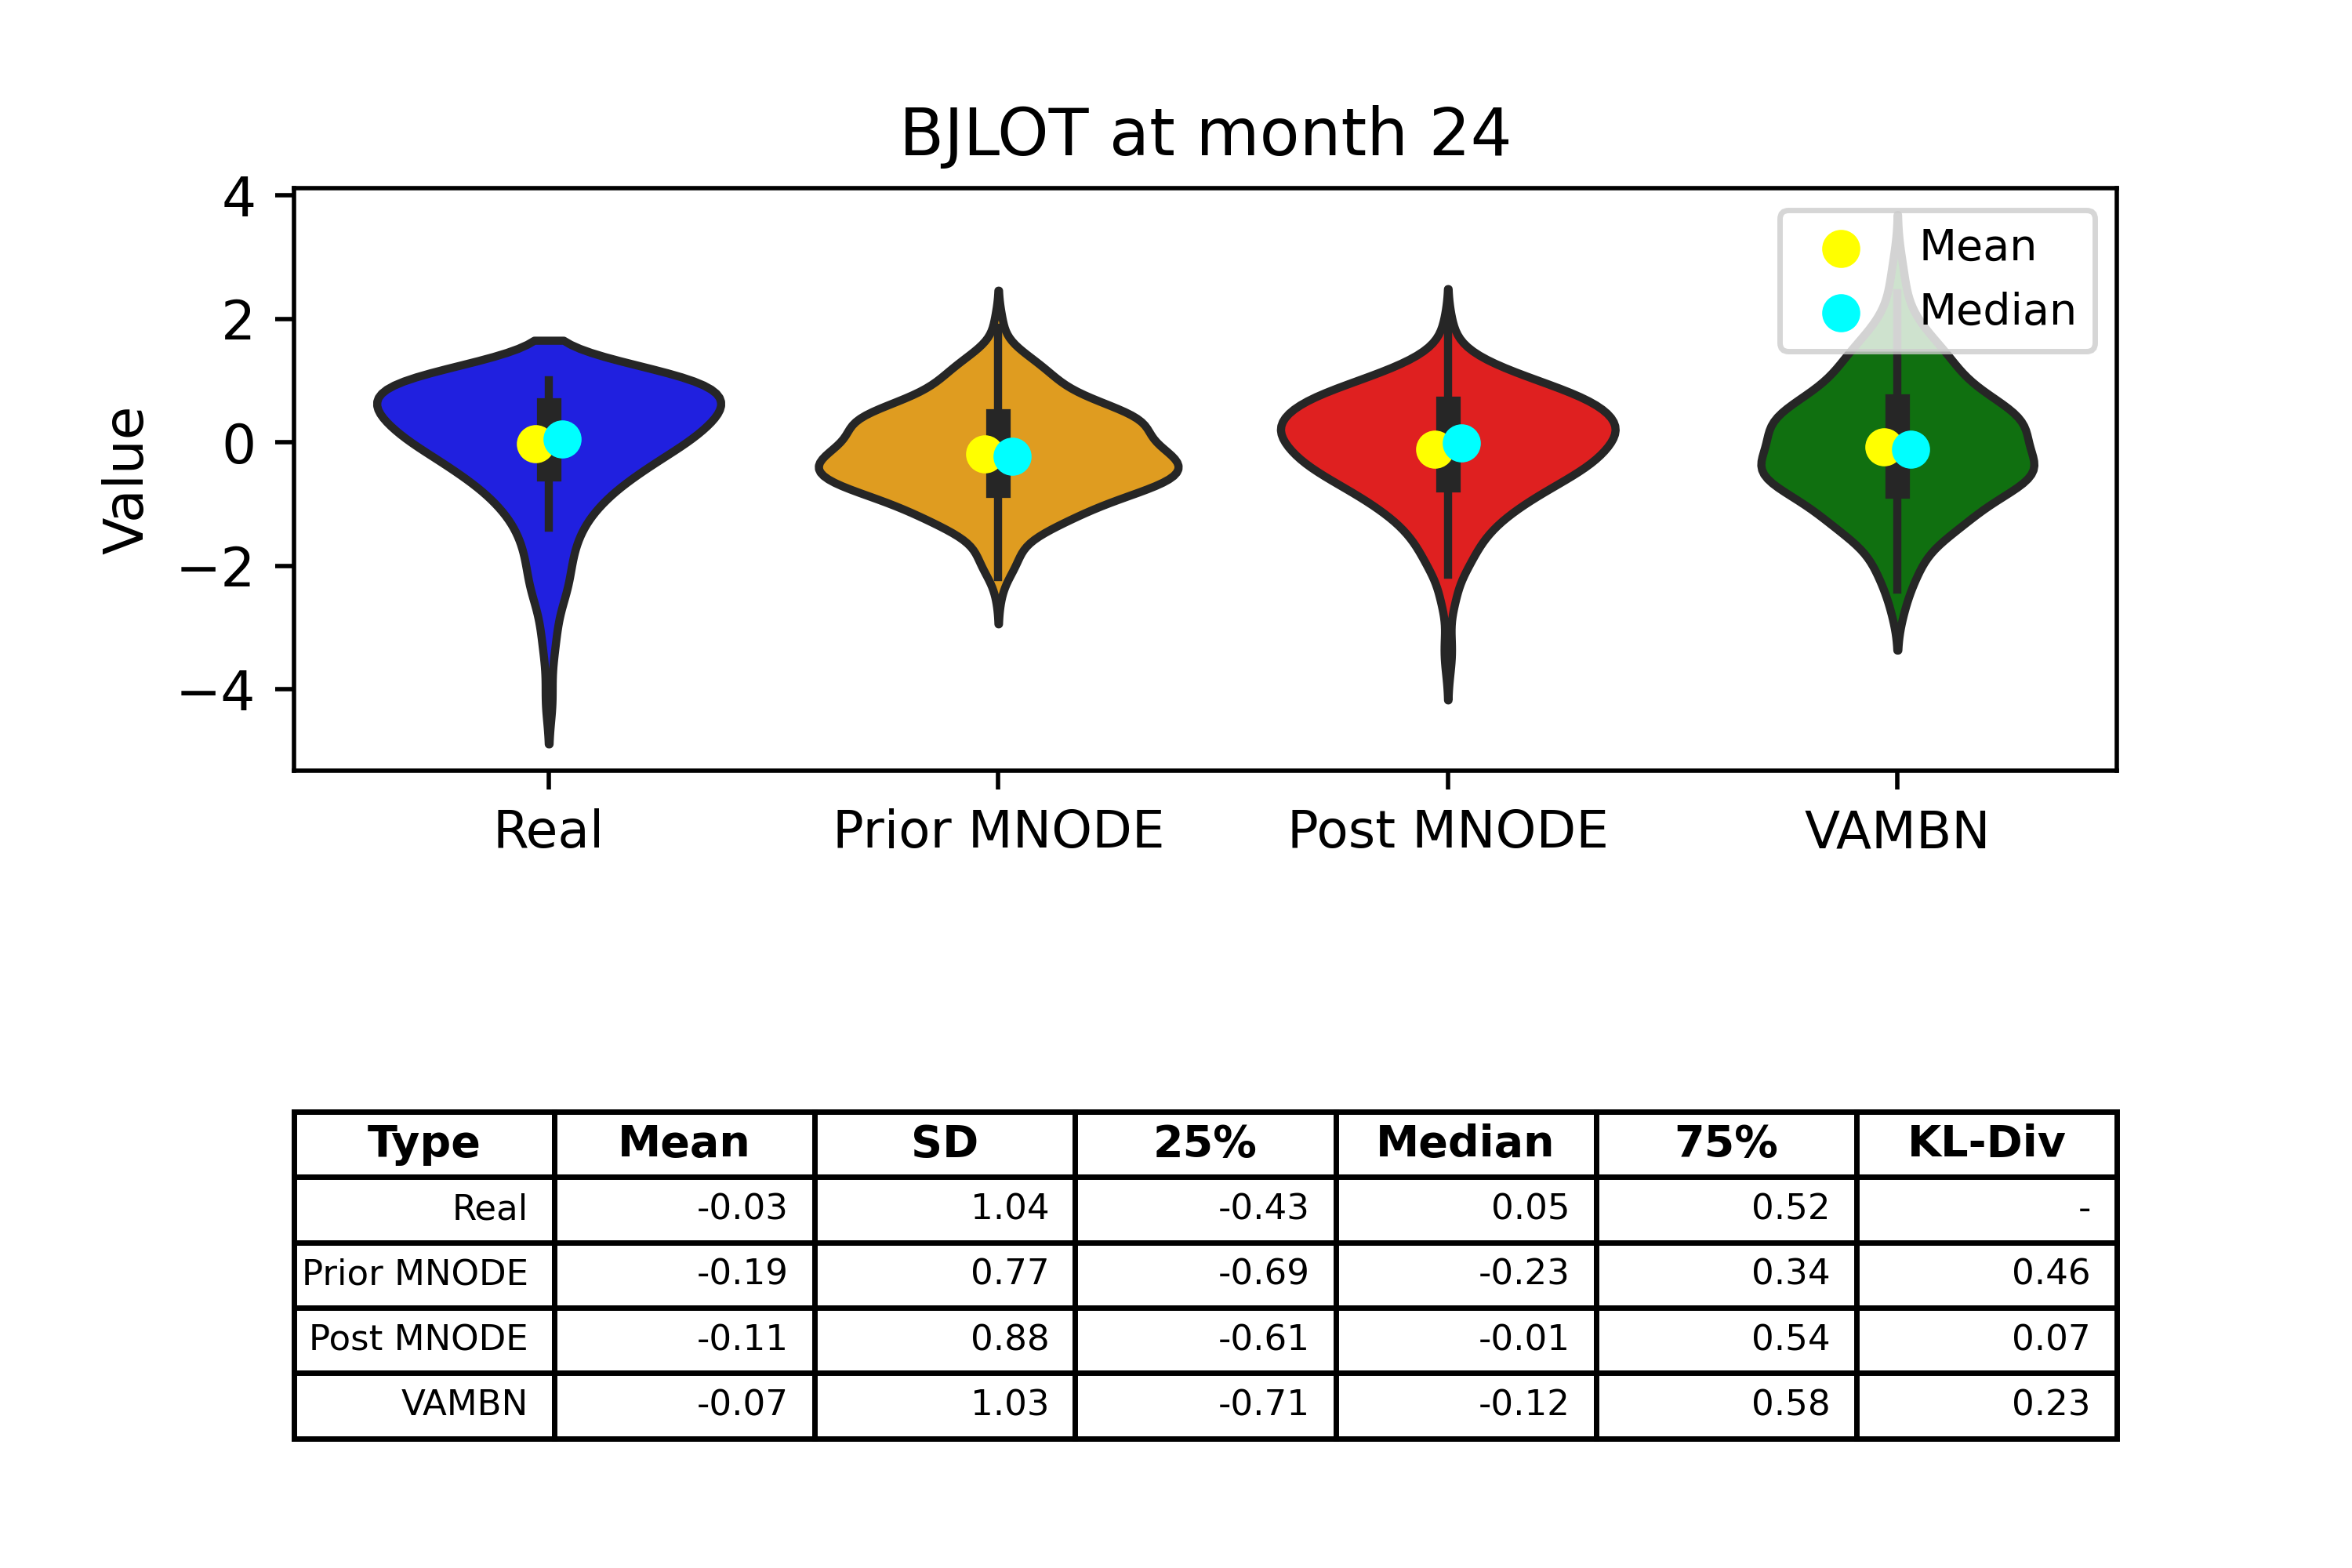 BJLOT at month 24
4
2
0
−2
−4
Value
Mean
Median
Real Prior MNODE Post MNODE VAMBN
Type Mean SD 25% Median 75% KL-Div
Real -0.03 1.04 -0.43 0.05 0.52 -
Prior MNODE -0.19 0.77 -0.69 -0.23 0.34 0.46
Post MNODE -0.11 0.88 -0.61 -0.01 0.54 0.07
VAMBN -0.07 1.03 -0.71 -0.12 0.58 0.23